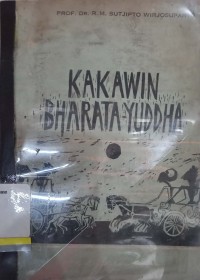 PROF. DR. R.M. SUTJIPTO WIRJOSUPARTO
KAKAWIN
BHARATA-YUDDHA